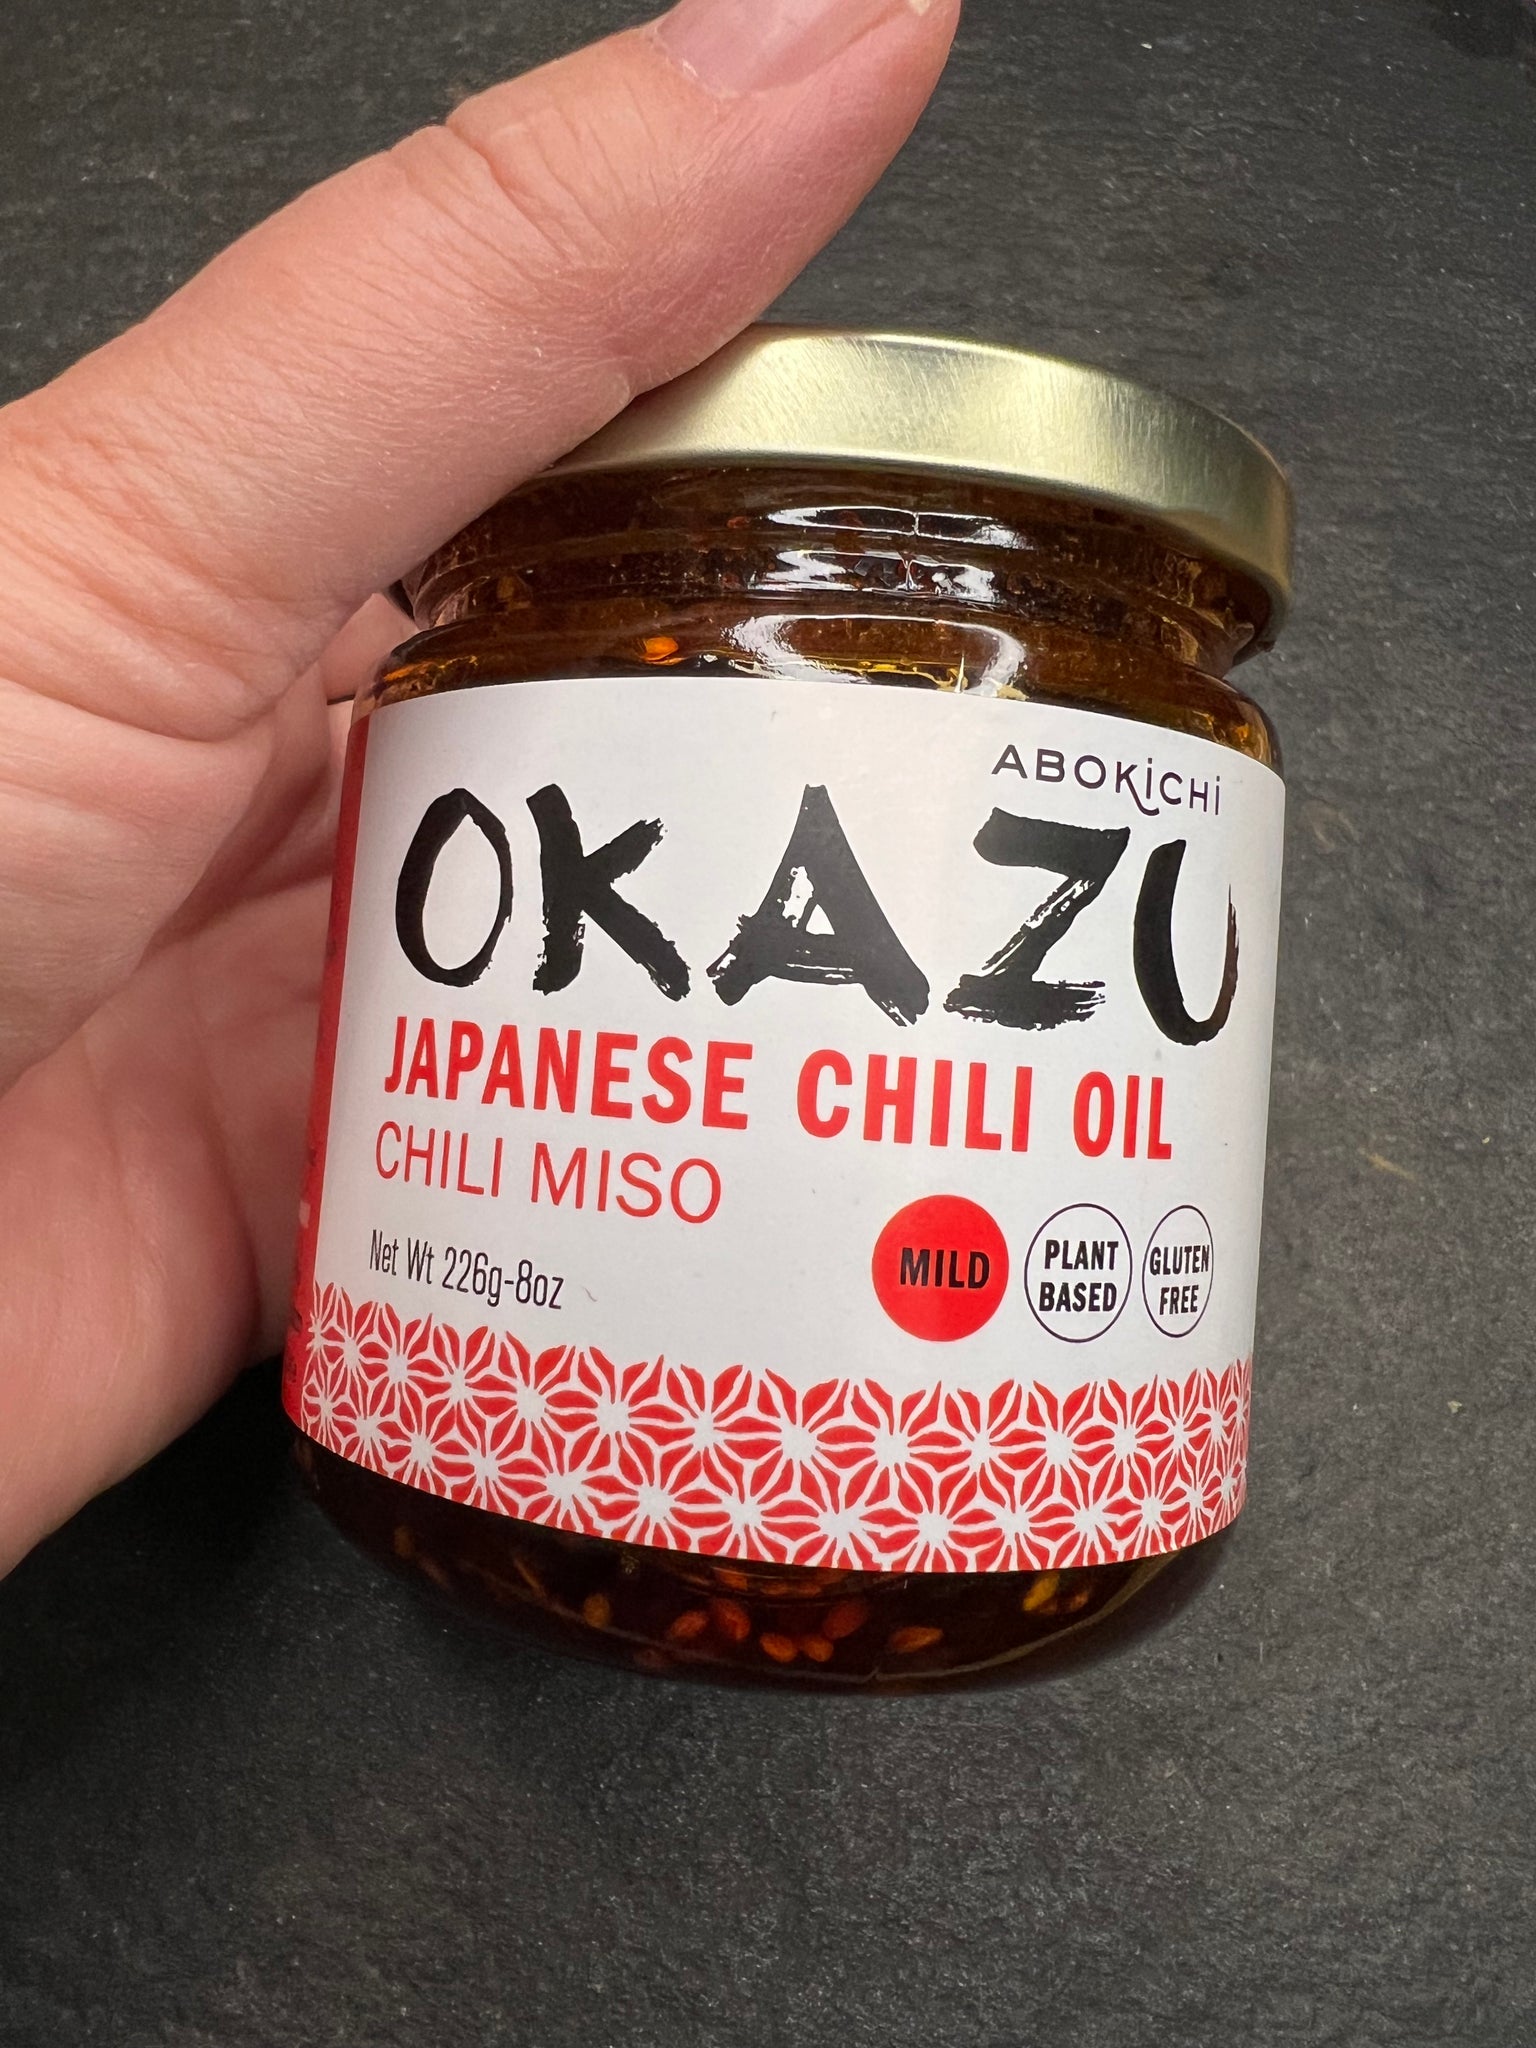 ABOKiCHi
OKAZU
JAPANESE CHILI OIL
CHILI MISO
Net Wt 226g-8oz
MILD
PLANT
BASED
GLUTEN
FREE